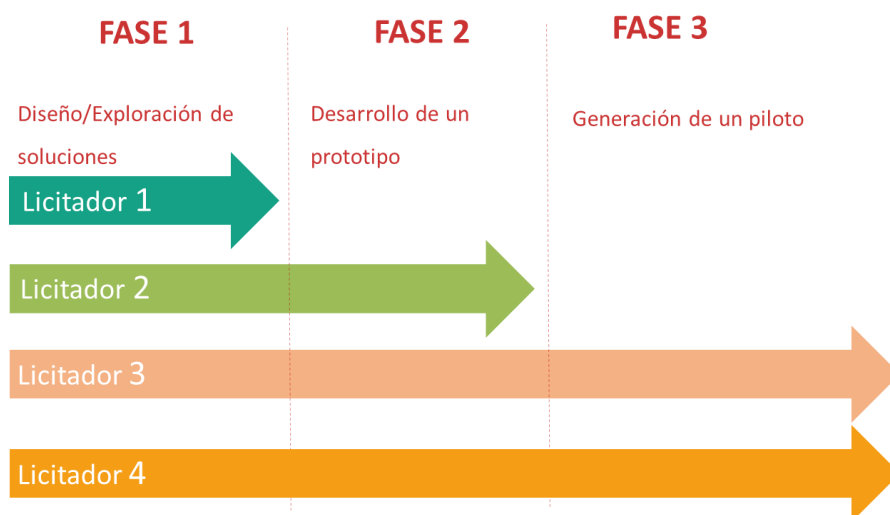 FASE 1
FASE 2
FASE 3
Diseño/Exploración de
soluciones
Desarrollo de un
prototipo
Generación de un piloto
Licitador 1
Licitador 2
Licitador 3
Licitador 4